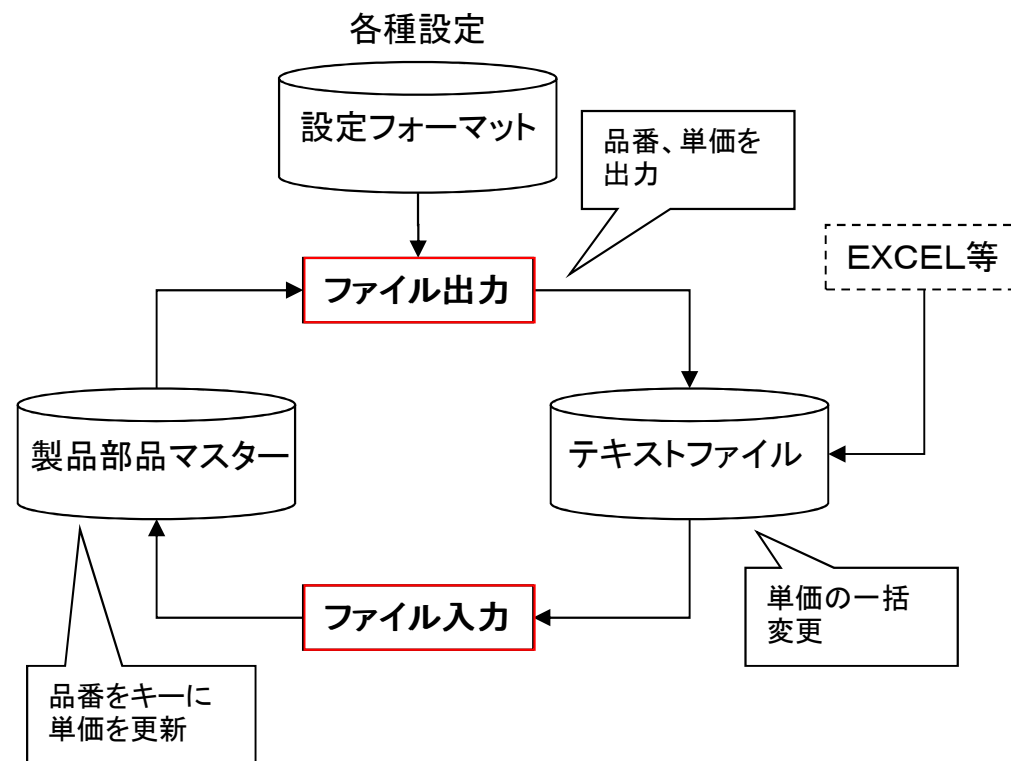 各種設定
設定フォーマット
品番、単価を
出力
EXCEL等
ファイル出力
製品部品マスター
テキストファイル
ファイル入力
単価の一括
変更
品番をキーに
単価を更新